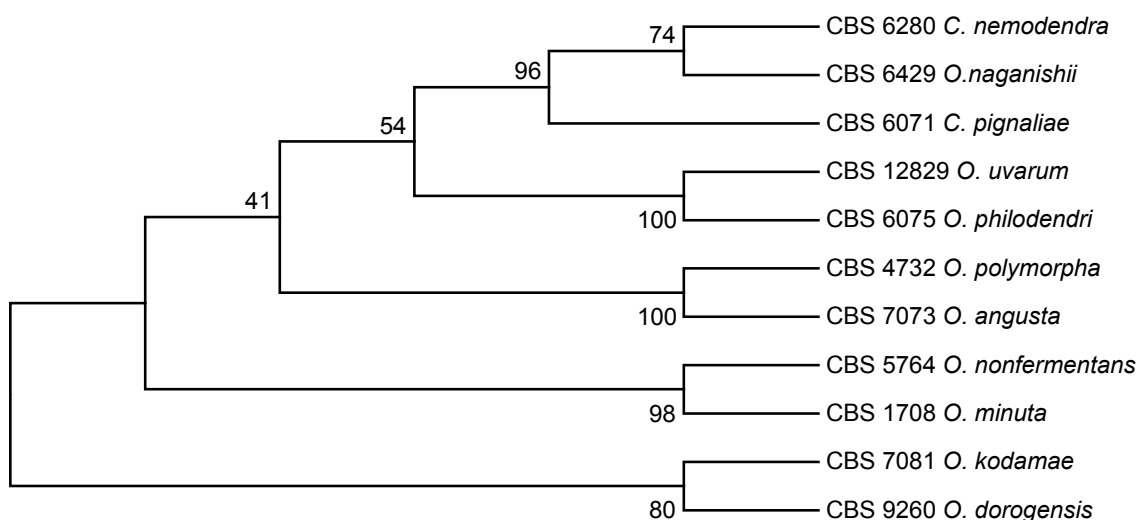 CBS 6280 C. nemodendra
74
CBS 6429 O.naganishii
96
CBS 6071 C. pignaliae
54
CBS 12829 O. uvarum
41
100
CBS 6075 O. philodendri
CBS 4732 O. polymorpha
100
CBS 7073 O. angusta
CBS 5764 O. nonfermentans
98
CBS 1708 O. minuta
CBS 7081 O. kodamae
80
CBS 9260 O. dorogensis